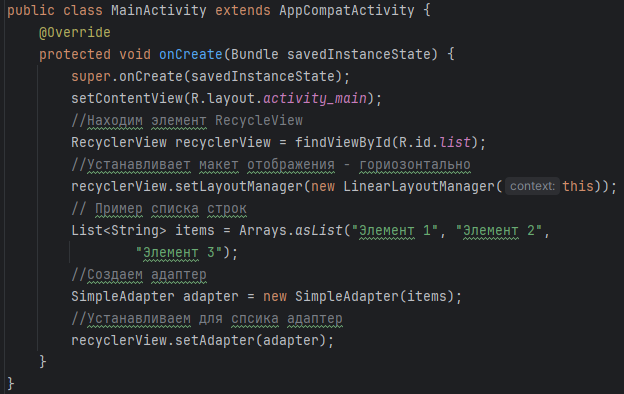 public class MainActivity extends AppCompatActivity {
@Override
protected void onCreate(Bundle savedInstanceState) {
super.onCreate(savedInstanceState);
setContentView(R.layout.activity_main);
//Находим элемент RecycleView
RecyclerView recyclerView = findViewById(R.id.list);
//Устанавливает макет отображения - гориозонтально
recyclerView.setLayoutManager(new LinearLayoutManager( context: this));
// Пример списка строк
List<String> items = Arrays.asList("Элемент 1", "Элемент 2",
"Элемент 3");
//Создаем адаптер
SimpleAdapter adapter = new SimpleAdapter(items);
//Устанавливаем для спсика адаптер
recyclerView.setAdapter(adapter);
}
}